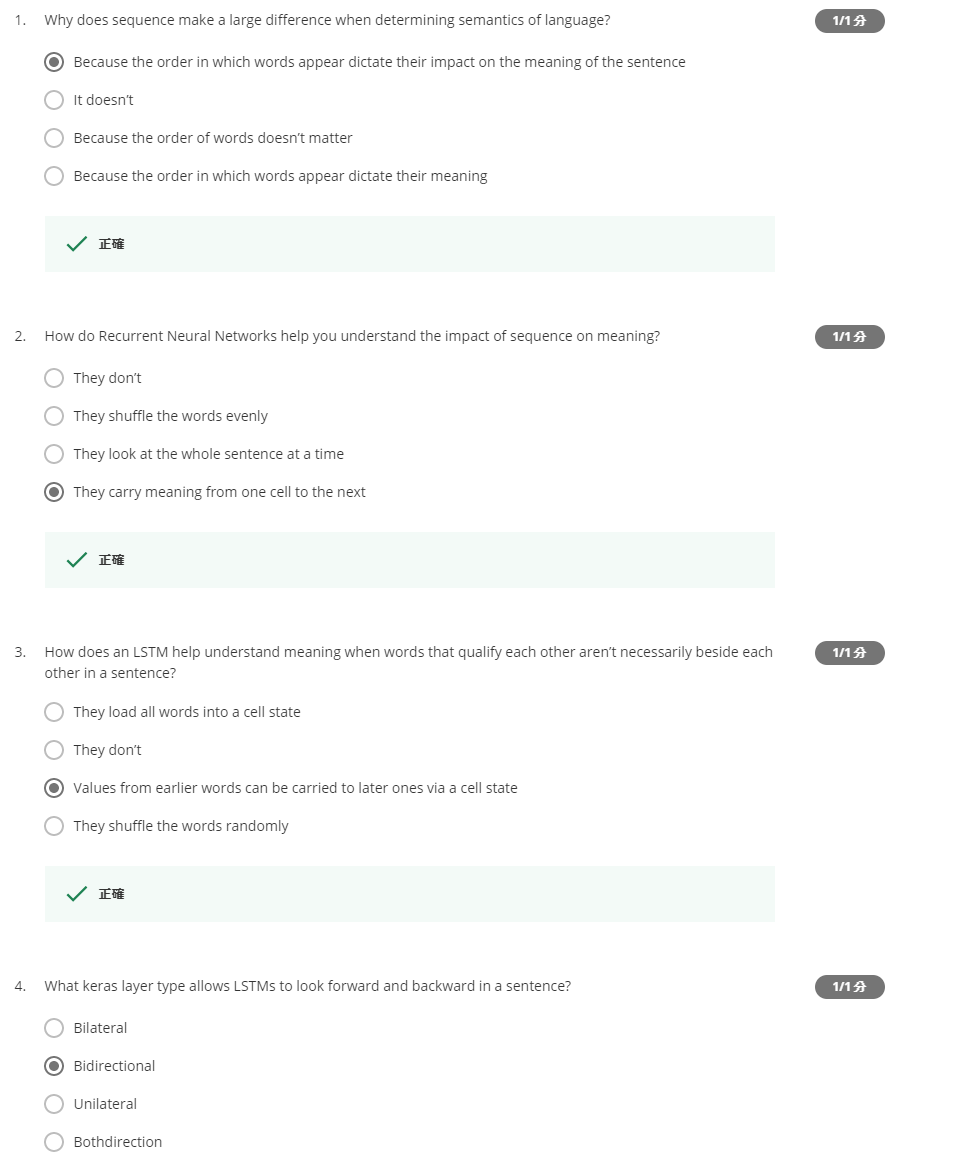 1. Why does sequence make a large difference when determining semantics of language? 1/1 分
Because the order in which words appear dictate their impact on the meaning of the sentence
It doesn't
Because the order of words doesn't matter
Because the order in which words appear dictate their meaning
正確
2. How do Recurrent Neural Networks help you understand the impact of sequence on meaning? 1/1 分
They don't
They shuffle the words evenly
They look at the whole sentence at a time
They carry meaning from one cell to the next
正確
3. How does an LSTM help understand meaning when words that qualify each other aren't necessarily beside each 1/1 分
other in a sentence?
They load all words into a cell state
They don't
Values from earlier words can be carried to later ones via a cell state
They shuffle the words randomly
正確
4. What keras layer type allows LSTMs to look forward and backward in a sentence? 1/1 分
Bilateral
Bidirectional
Unilateral
Bothdirection